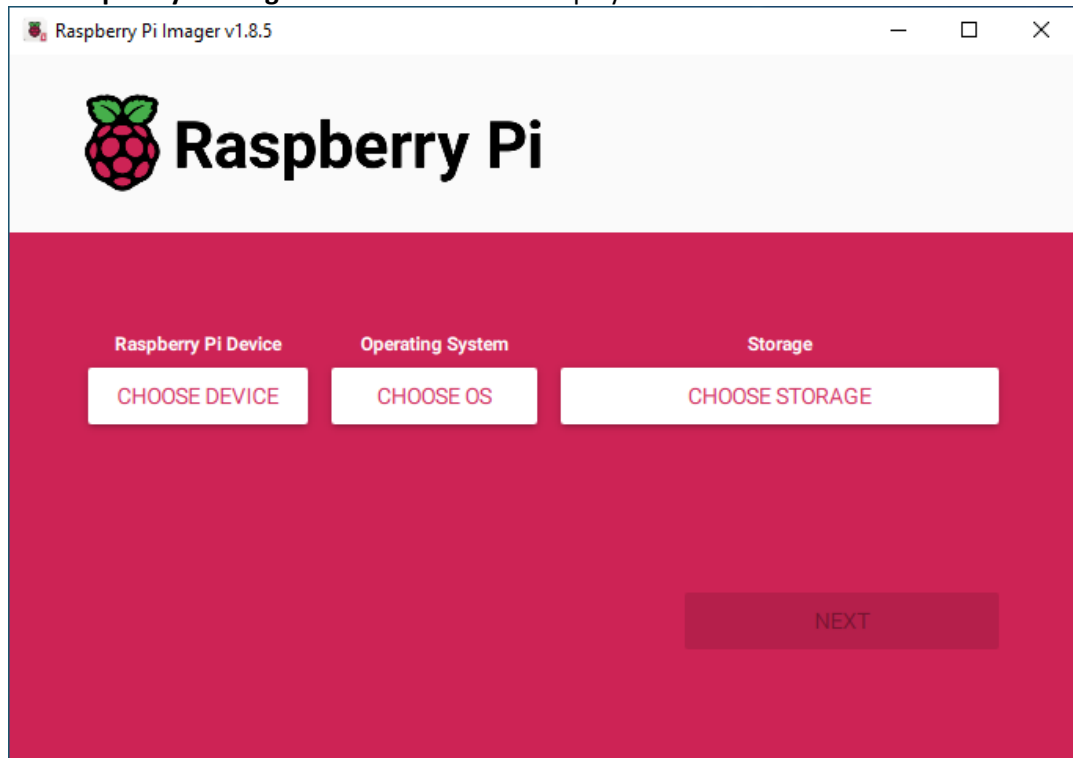 Raspberry Pi Imager v1.8.5
Raspberry Pi
Raspberry Pi Device Operating System Storage
CHOOSE DEVICE CHOOSE OS CHOOSE STORAGE
NEXT